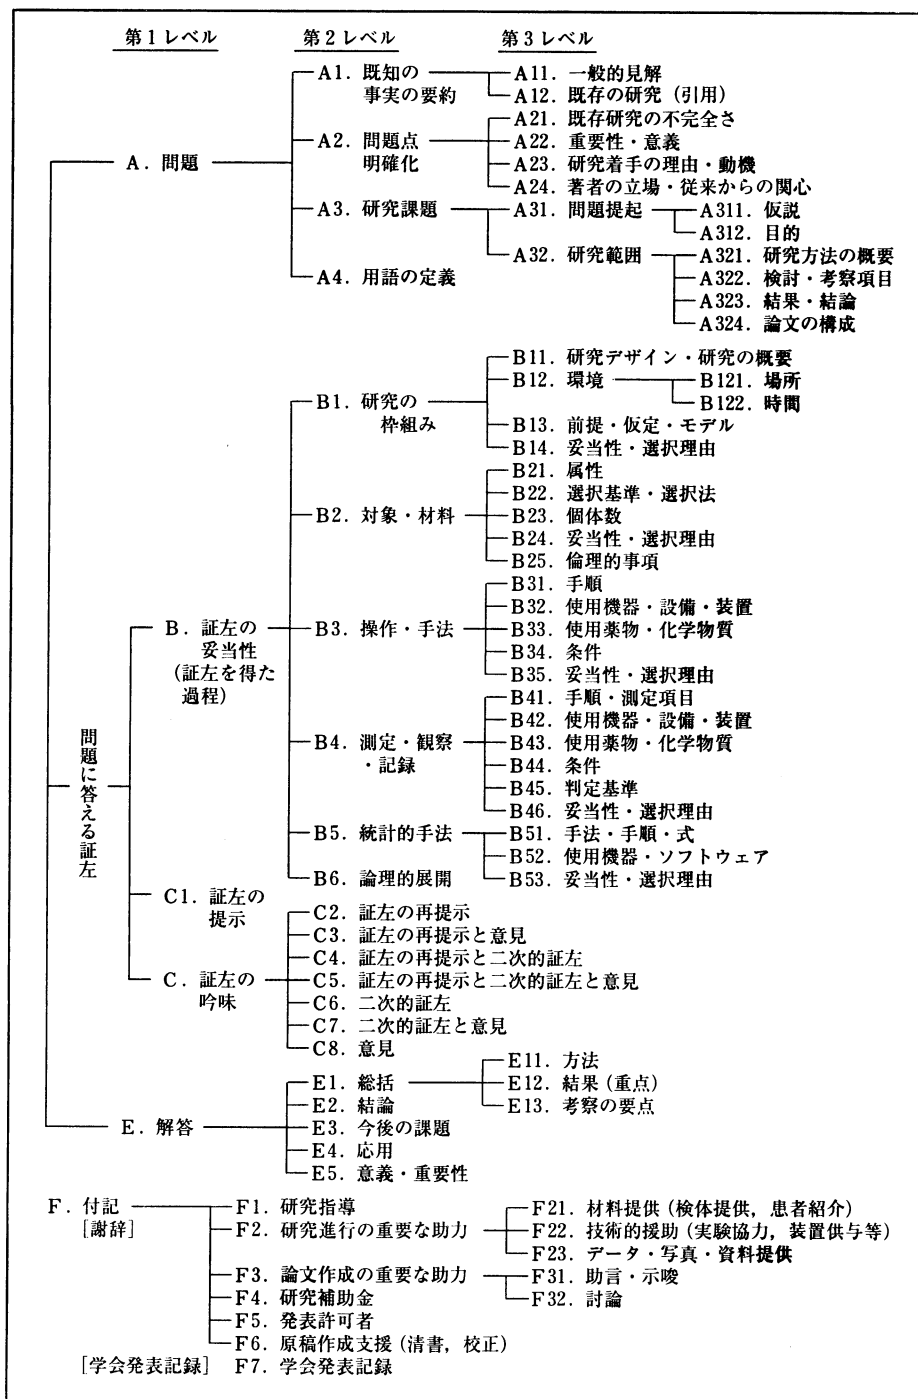 第1レベル 第2レベル 第3レベル
A1. 既知の A11. 一般的見解
事実の要約 A12. 既存の研究 (引用)
A21. 既存研究の不完全さ
A2. 問題点 A22. 重要性・意義
A. 問題 明確化 A23. 研究着手の理由・動機
A24. 著者の立場・従来からの関心
A3. 研究課題 A31. 問題提起 A311. 仮説
A312. 目的
A32. 研究範囲 A321. 研究方法の概要
A4. 用語の定義 A322. 検討・考察項目
A323. 結果・結論
A324. 論文の構成
B11. 研究デザイン・研究の概要
B12. 環境 B121. 場所
B1. 研究の B122. 時間
枠組み B13. 前提・仮定・モデル
B14. 妥当性・選択理由
B21. 属性
B22. 選択基準・選択法
B2. 対象・材料 B23. 個体数
B24. 妥当性・選択理由
B25. 倫理的事項
B31. 手順
B32. 使用機器・設備・装置
B. 証左の B3. 操作・手法 B33. 使用薬物・化学物質
妥当性 B34. 条件
(証左を得た B35. 妥当性・選択理由
過程) B41. 手順・測定項目
B42. 使用機器・設備・装置
問題に答える証左
B4. 測定・観察 B43. 使用薬物・化学物質
・記録 B44. 条件
B45. 判定基準
B46. 妥当性・選択理由
B5. 統計的手法 B51. 手法・手順・式
B52. 使用機器・ソフトウェア
B6. 論理的展開 B53. 妥当性・選択理由
C1. 証左の C2. 証左の再提示
提示 C3. 証左の再提示と意見
C4. 証左の再提示と二次的証左
C. 証左の C5. 証左の再提示と二次的証左と意見
吟味 C6. 二次的証左
C7. 二次的証左と意見
C8. 意見
E11. 方法
E1. 総括 E12. 結果 (重点)
E2. 結論 E13. 考察の要点
E. 解答 E3. 今後の課題
E4. 応用
E5. 意義・重要性
F. 付記 F1. 研究指導 F21. 材料提供 (検体提供, 患者紹介)
[謝辞] F2. 研究進行の重要な助力 F22. 技術的援助 (実験協力, 装置供与等)
F23. データ・写真・資料提供
F3. 論文作成の重要な助力 F31. 助言・示唆
F4. 研究補助金 F32. 討論
F5. 発表許可者
F6. 原稿作成支援 (清書, 校正)
[学会発表記録] F7. 学会発表記録